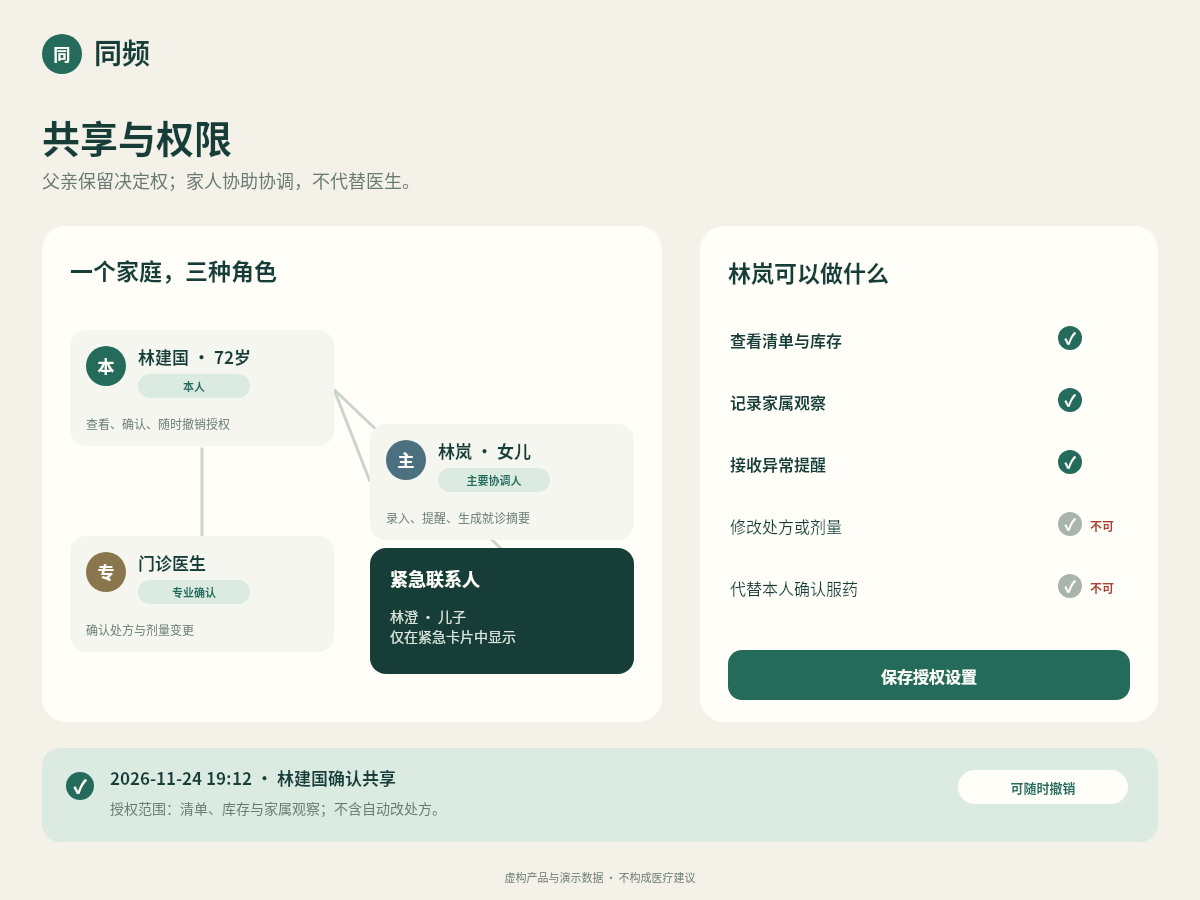 同 同频
共享与权限
父亲保留决定权；家人协助协调，不代替医生。
一个家庭，三种角色
本 林建国 · 72岁
本人
查看、确认、随时撤销授权
主 林岚 · 女儿
主要协调人
录入、提醒、生成就诊摘要
专 门诊医生
专业确认
确认处方与剂量变更
紧急联系人
林澄 · 儿子
仅在紧急卡片中显示
林岚可以做什么
查看清单与库存
记录家属观察
接收异常提醒
修改处方或剂量 不可
代替本人确认服药 不可
保存授权设置
2026-11-24 19:12 · 林建国确认共享
授权范围：清单、库存与家属观察；不含自动改处方。
可随时撤销
虚构产品与演示数据 · 不构成医疗建议